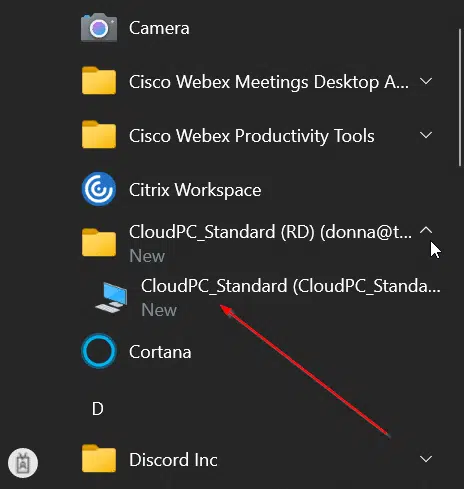 Camera
Cisco Webex Meetings Desktop A...
Cisco Webex Productivity Tools
Citrix Workspace
CloudPC_Standard (RD) (donna@t...
New
CloudPC_Standard (CloudPC_Standa...
New
Cortana
D
Discord Inc